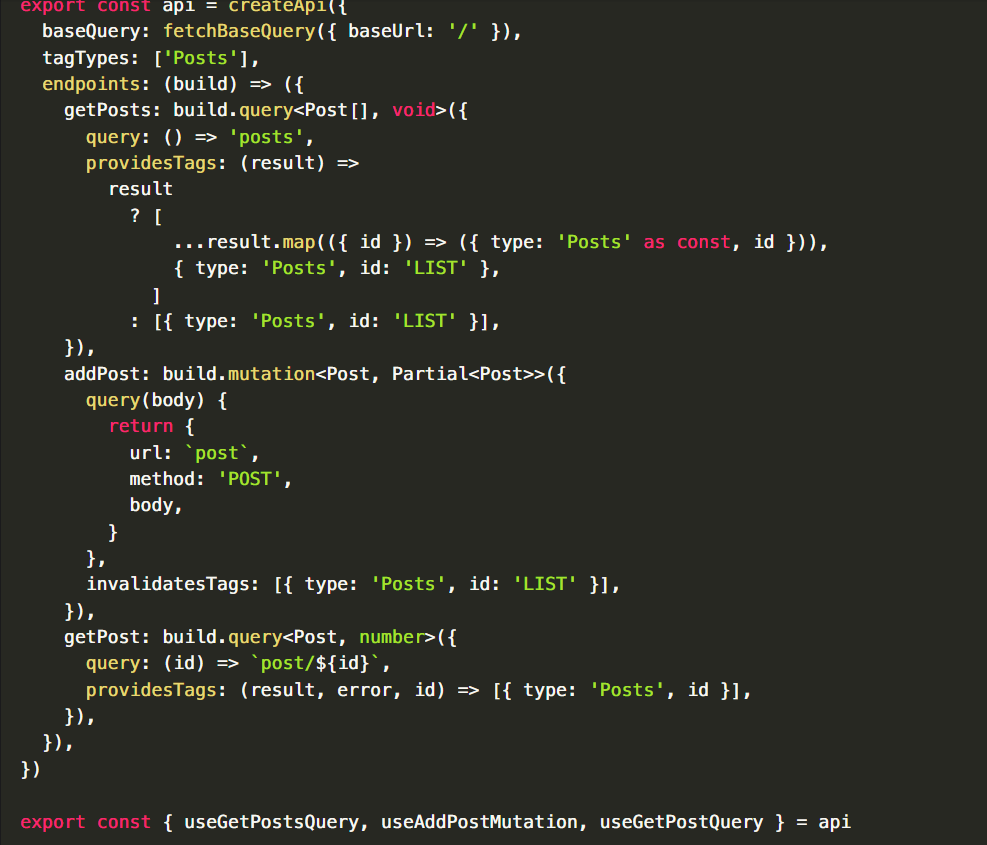 export const api = createApi({
  baseQuery: fetchBaseQuery({ baseUrl: '/' }),
  tagTypes: ['Posts'],
  endpoints: (build) => ({
    getPosts: build.query<Post[], void>({
      query: () => 'posts',
      providesTags: (result) =>
        result
          ? [
              ...result.map(({ id }) => ({ type: 'Posts' as const, id })),
              { type: 'Posts', id: 'LIST' },
            ]
          : [{ type: 'Posts', id: 'LIST' }],
    }),
    addPost: build.mutation<Post, Partial<Post>>({
      query(body) {
        return {
          url: `post`,
          method: 'POST',
          body,
        }
      },
      invalidatesTags: [{ type: 'Posts', id: 'LIST' }],
    }),
    getPost: build.query<Post, number>({
      query: (id) => `post/${id}`,
      providesTags: (result, error, id) => [{ type: 'Posts', id }],
    }),
  }),
})

export const { useGetPostsQuery, useAddPostMutation, useGetPostQuery } = api